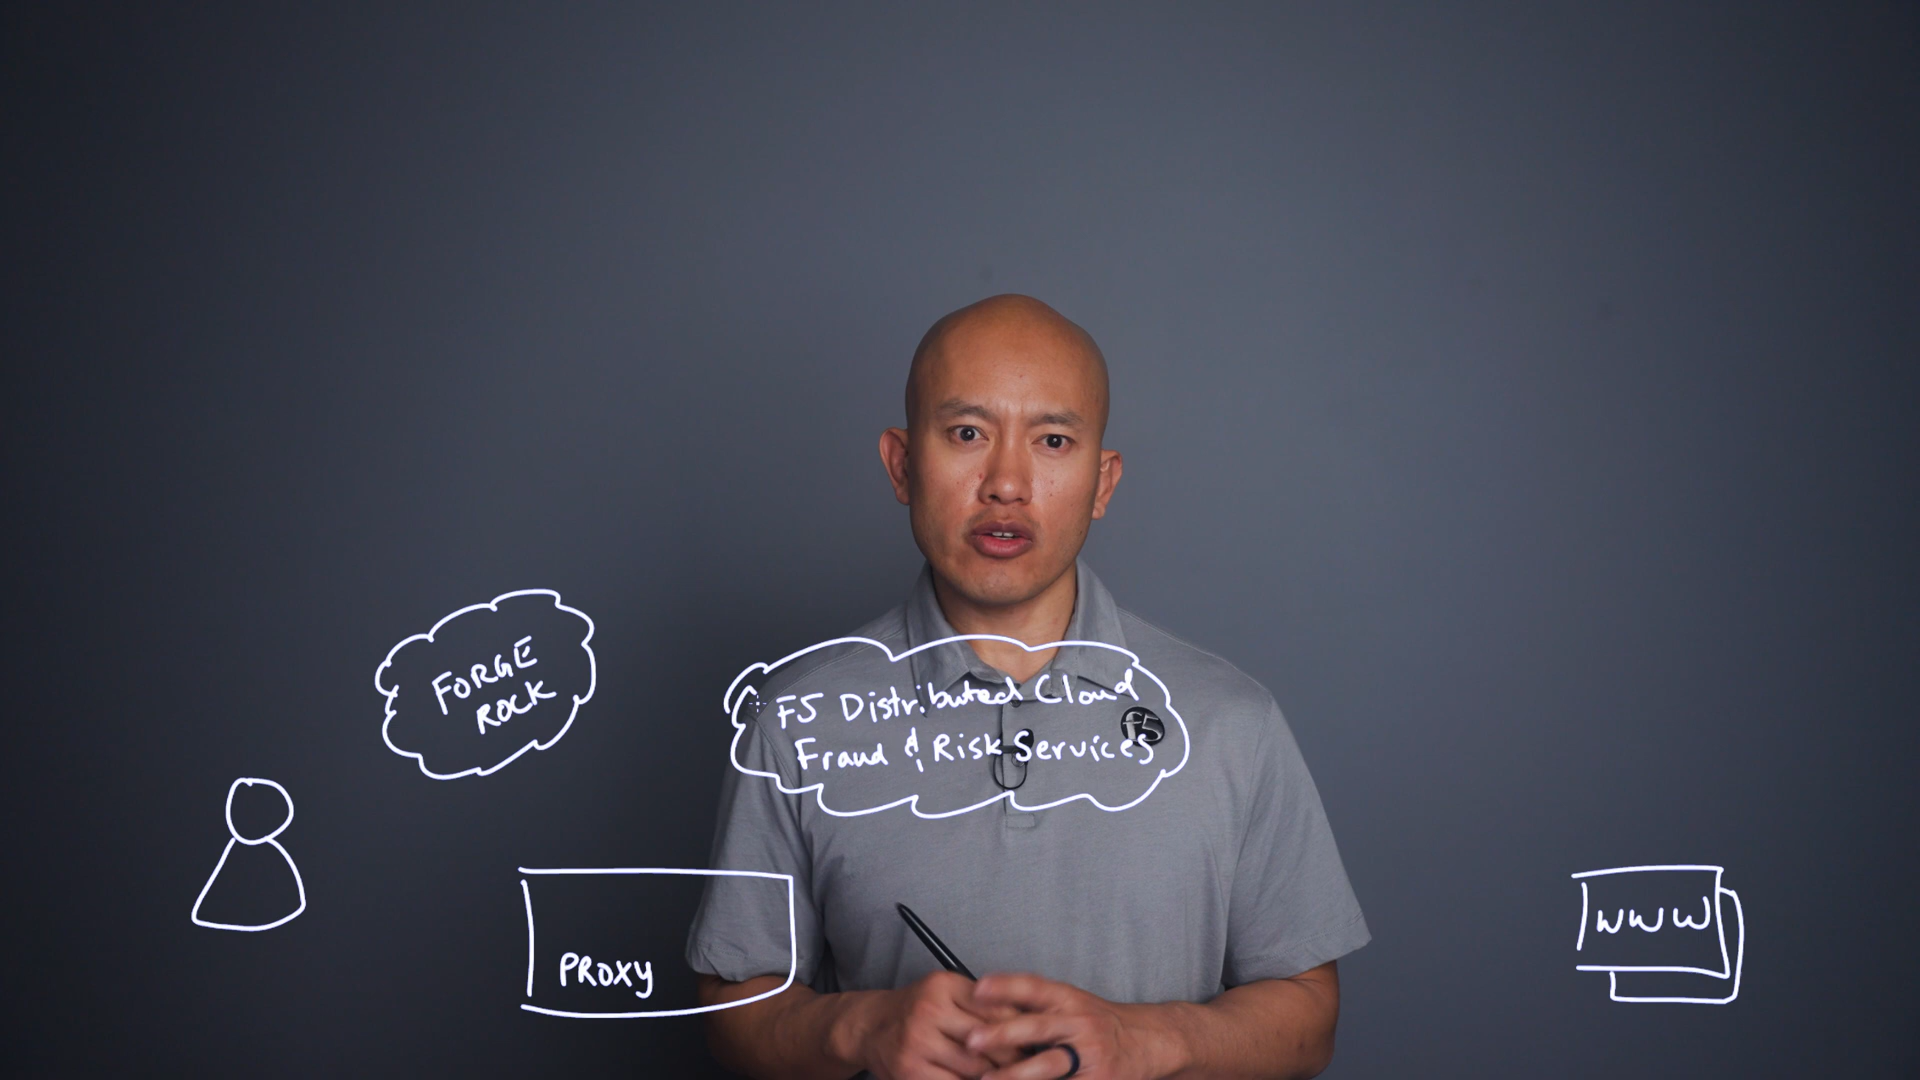 FORGE
ROCK
F5 Distributed Cloud
Fraud & Risk Services
f5
PROXY
WWW